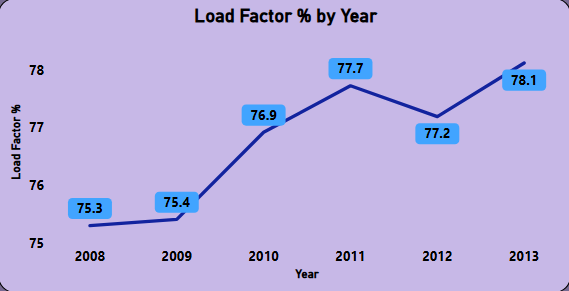 Load Factor % by Year
Load Factor %
78
77
76
75
75.3
75.4
76.9
77.7
77.2
78.1
2008 2009 2010 2011 2012 2013
Year